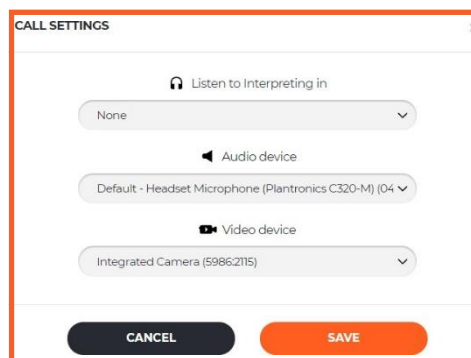 CALL SETTINGS
Listen to Interpreting in
None
Audio device
Default - Headset Microphone (Plantronics C320-M) (04
Video device
Integrated Camera (5986:2115)
CANCEL
SAVE